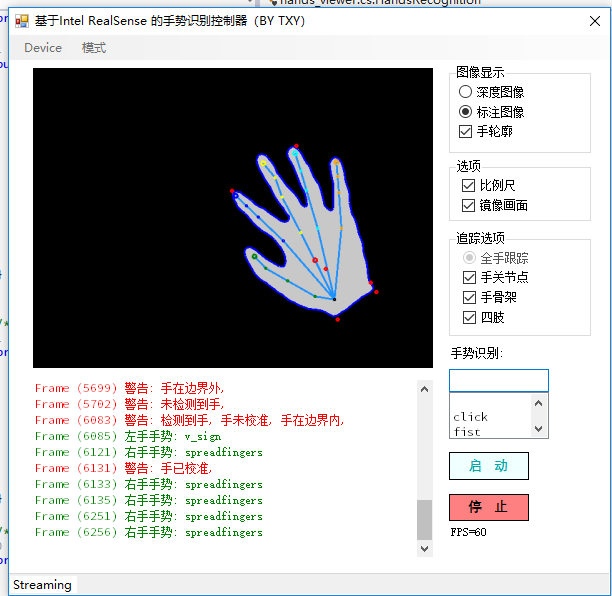 hands_viewer.cs.HandsRecognition
基于Intel RealSense 的手势识别控制器（BY TXY）
Device 模式
图像显示
深度图像
标注图像
手轮廓
选项
比例尺
镜像画面
追踪选项
全手跟踪
手关节点
手骨架
四肢
手势识别:
click
fist
启 动
停 止
FPS=60
Frame (5699) 警告: 手在边界外,
Frame (5702) 警告: 未检测到手,
Frame (6083) 警告: 检测到手, 手未校准, 手在边界内,
Frame (6085) 左手手势: v_sign
Frame (6121) 右手手势: spreadfingers
Frame (6131) 警告: 手已校准,
Frame (6133) 右手手势: spreadfingers
Frame (6135) 右手手势: spreadfingers
Frame (6251) 右手手势: spreadfingers
Frame (6256) 右手手势: spreadfingers
Streaming